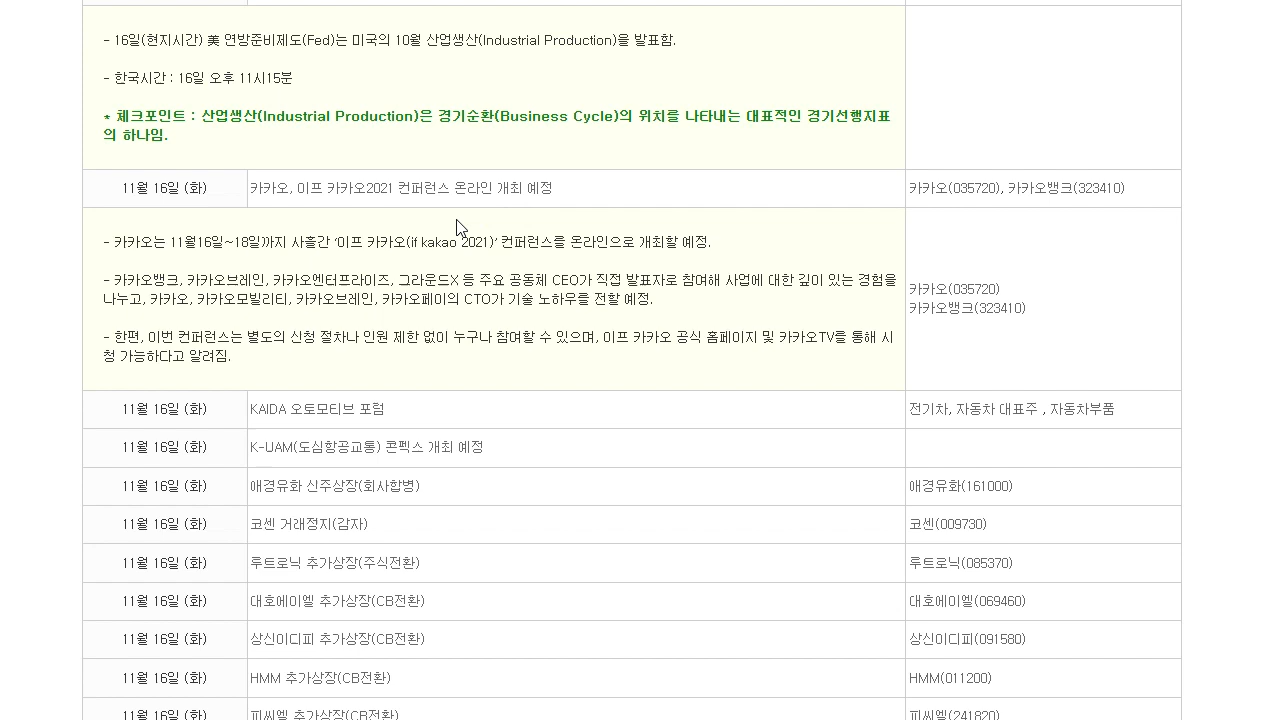 - 16일(현지시간) 美 연방준비제도(Fed)는 미국의 10월 산업생산(Industrial Production)을 발표함.
- 한국시간 : 16일 오후 11시15분
* 체크포인트 : 산업생산(Industrial Production)은 경기순환(Business Cycle)의 위치를 나타내는 대표적인 경기선행지표
의 하나임.
11월 16일 (화) 카카오, 이프 카카오2021 컨퍼런스 온라인 개최 예정 카카오(035720), 카카오뱅크(323410)
- 카카오는 11월16일~18일까지 사흘간 '이프 카카오(if kakao 2021)' 컨퍼런스를 온라인으로 개최할 예정.
- 카카오뱅크, 카카오브레인, 카카오엔터프라이즈, 그라운드X 등 주요 공동체 CEO가 직접 발표자로 참여해 사업에 대한 깊이 있는 경험을
나누고, 카카오, 카카오모빌리티, 카카오브레인, 카카오페이의 CTO가 기술 노하우를 전할 예정.
- 한편, 이번 컨퍼런스는 별도의 신청 절차나 인원 제한 없이 누구나 참여할 수 있으며, 이프 카카오 공식 홈페이지 및 카카오TV를 통해 시
청 가능하다고 알려짐.
카카오(035720)
카카오뱅크(323410)
11월 16일 (화) KAIDA 오토모티브 포럼 전기차, 자동차 대표주 , 자동차부품
11월 16일 (화) K-UAM(도심항공교통) 콘펙스 개최 예정
11월 16일 (화) 애경유화 신주상장(회사합병) 애경유화(161000)
11월 16일 (화) 코센 거래정지(감자) 코센(009730)
11월 16일 (화) 루트로닉 추가상장(주식전환) 루트로닉(085370)
11월 16일 (화) 대호에이엘 추가상장(CB전환) 대호에이엘(069460)
11월 16일 (화) 상신이디피 추가상장(CB전환) 상신이디피(091580)
11월 16일 (화) HMM 추가상장(CB전환) HMM(011200)
11월 16일 (화) 피씨엘 추가상장(CB전환) 피씨엘(241820)